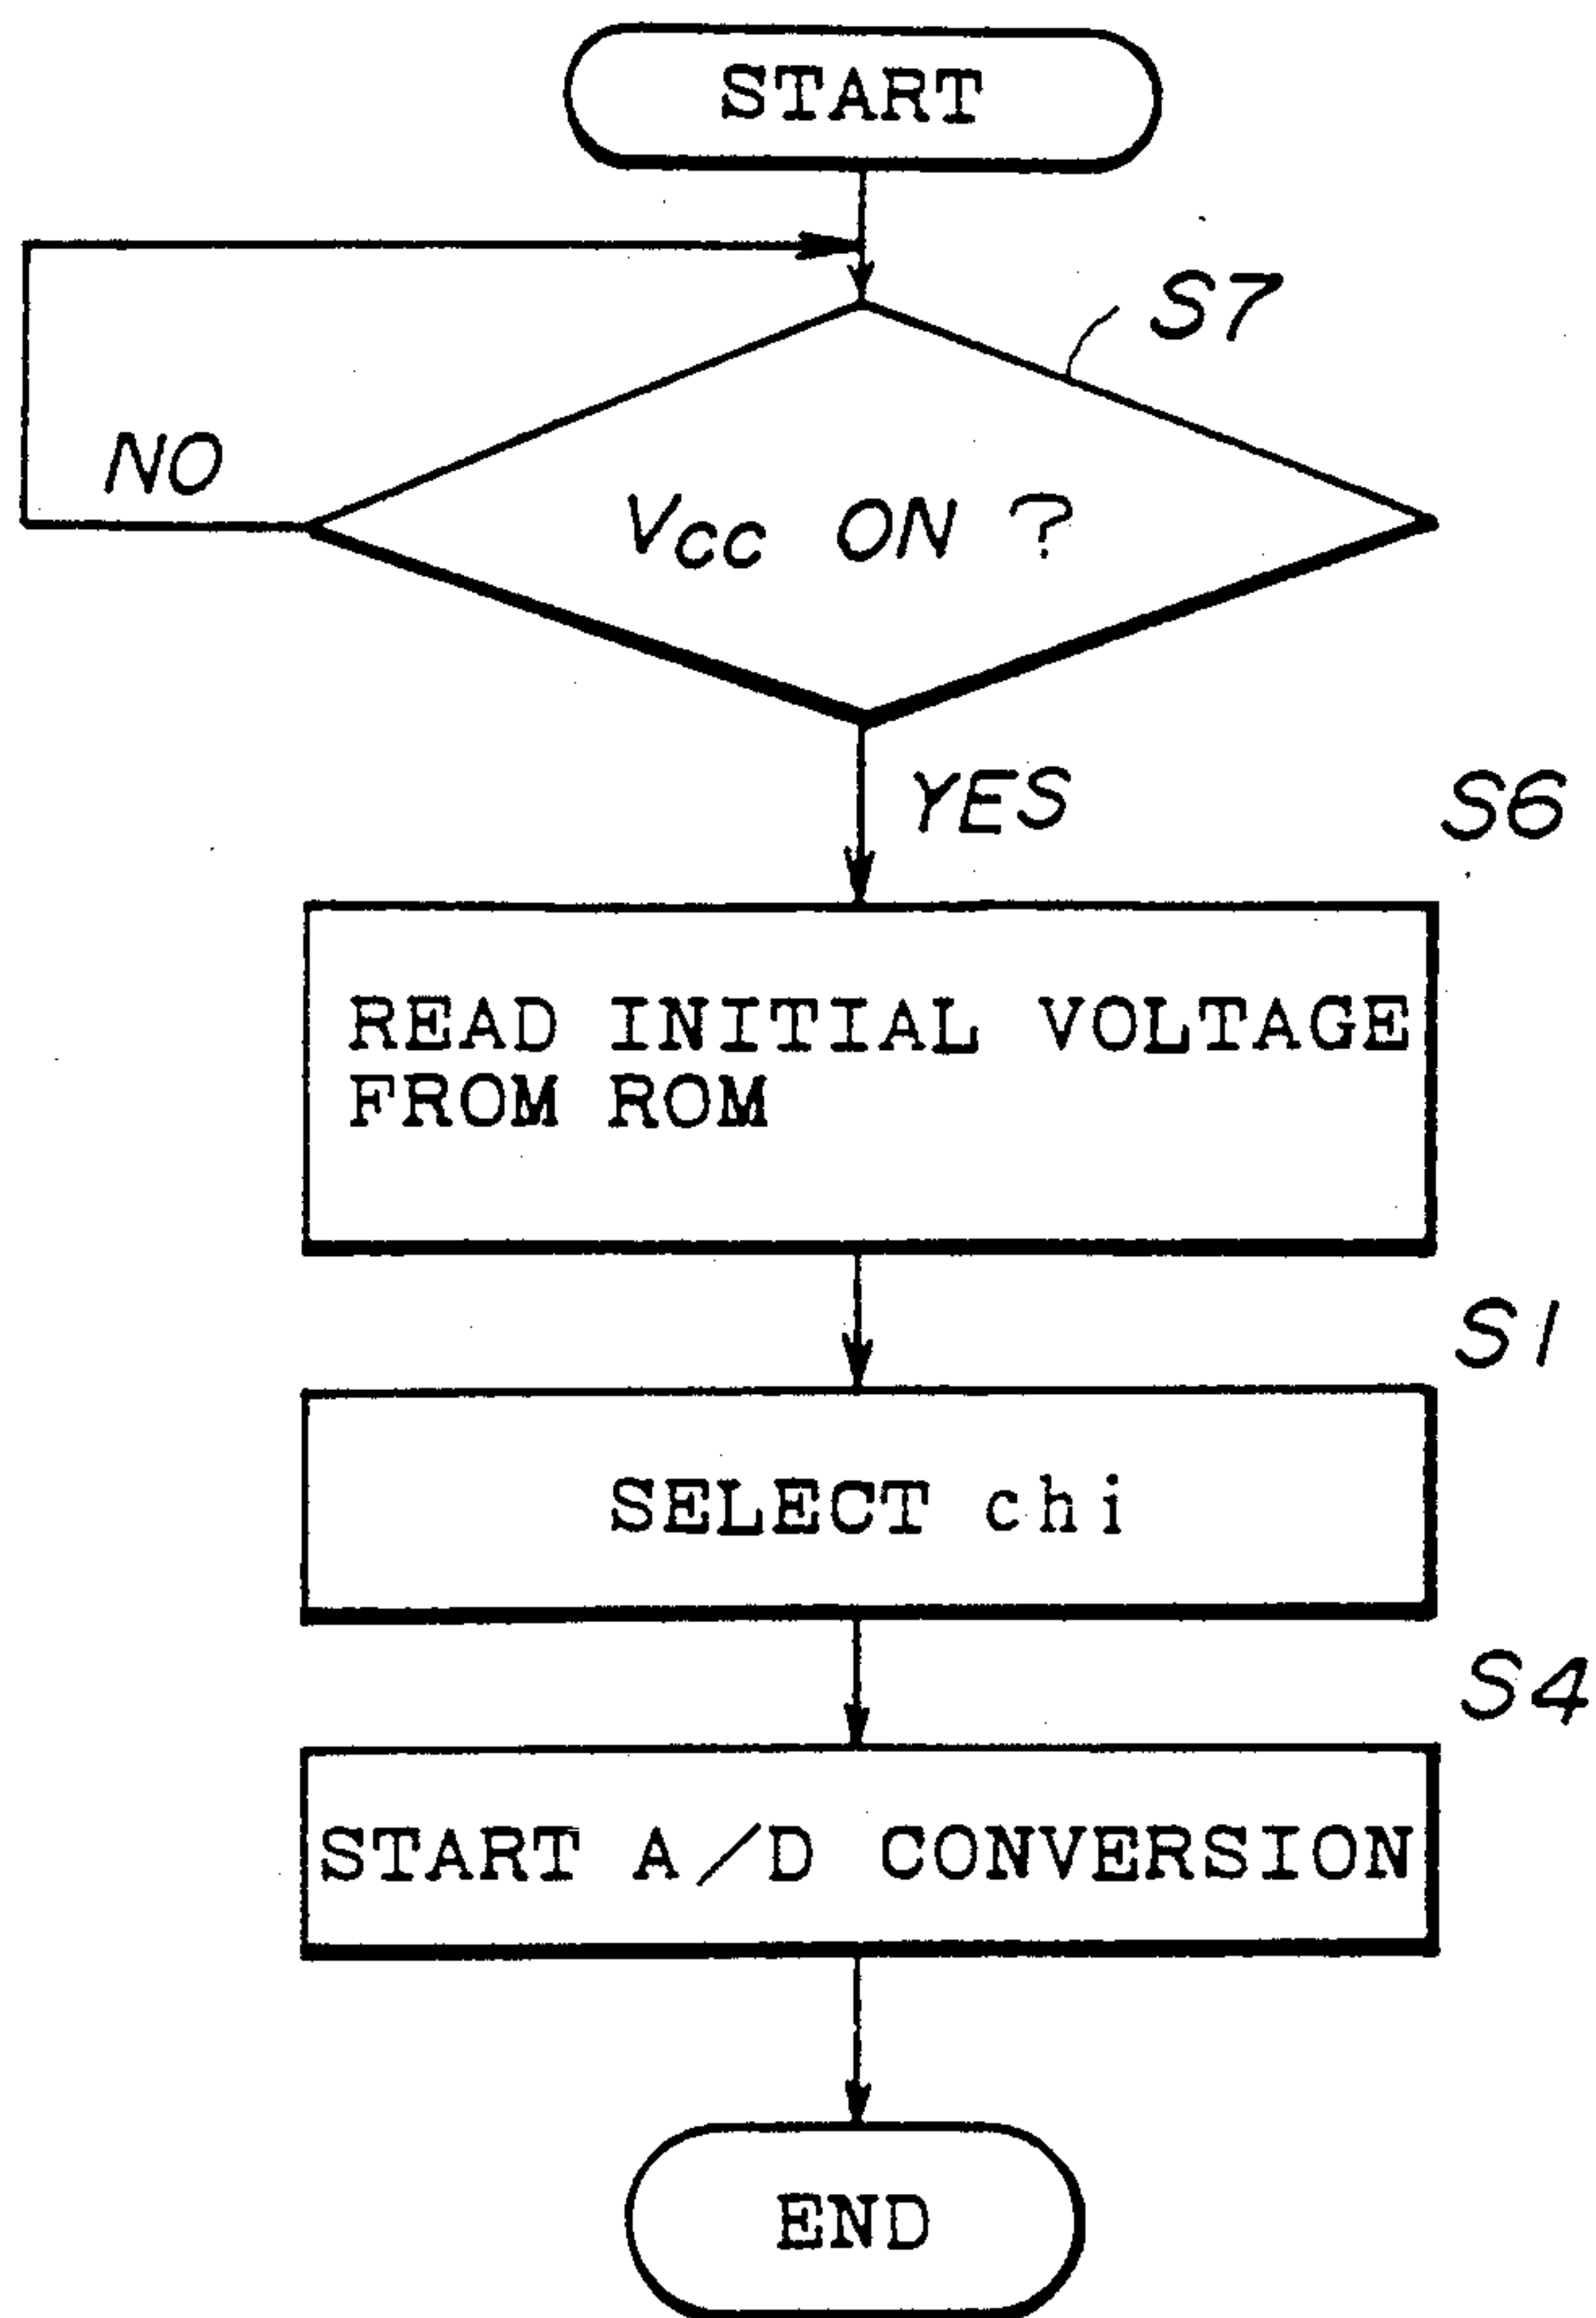 START
S7
NO
Vcc ON ?
YES
S6
READ INITIAL VOLTAGE
FROM ROM
S1
SELECT chi
S4
START A/D CONVERSION
END